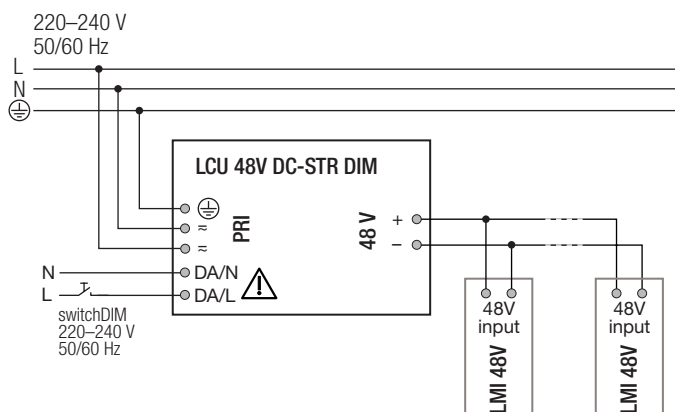 220–240 V
50/60 Hz
L
N
LCU 48V DC-STR DIM
PRI
≈
≈
48 V
+
–
N
DA/N
L
DA/L
switchDIM
220–240 V
50/60 Hz
48V
input
LMI 48V
48V
input
LMI 48V